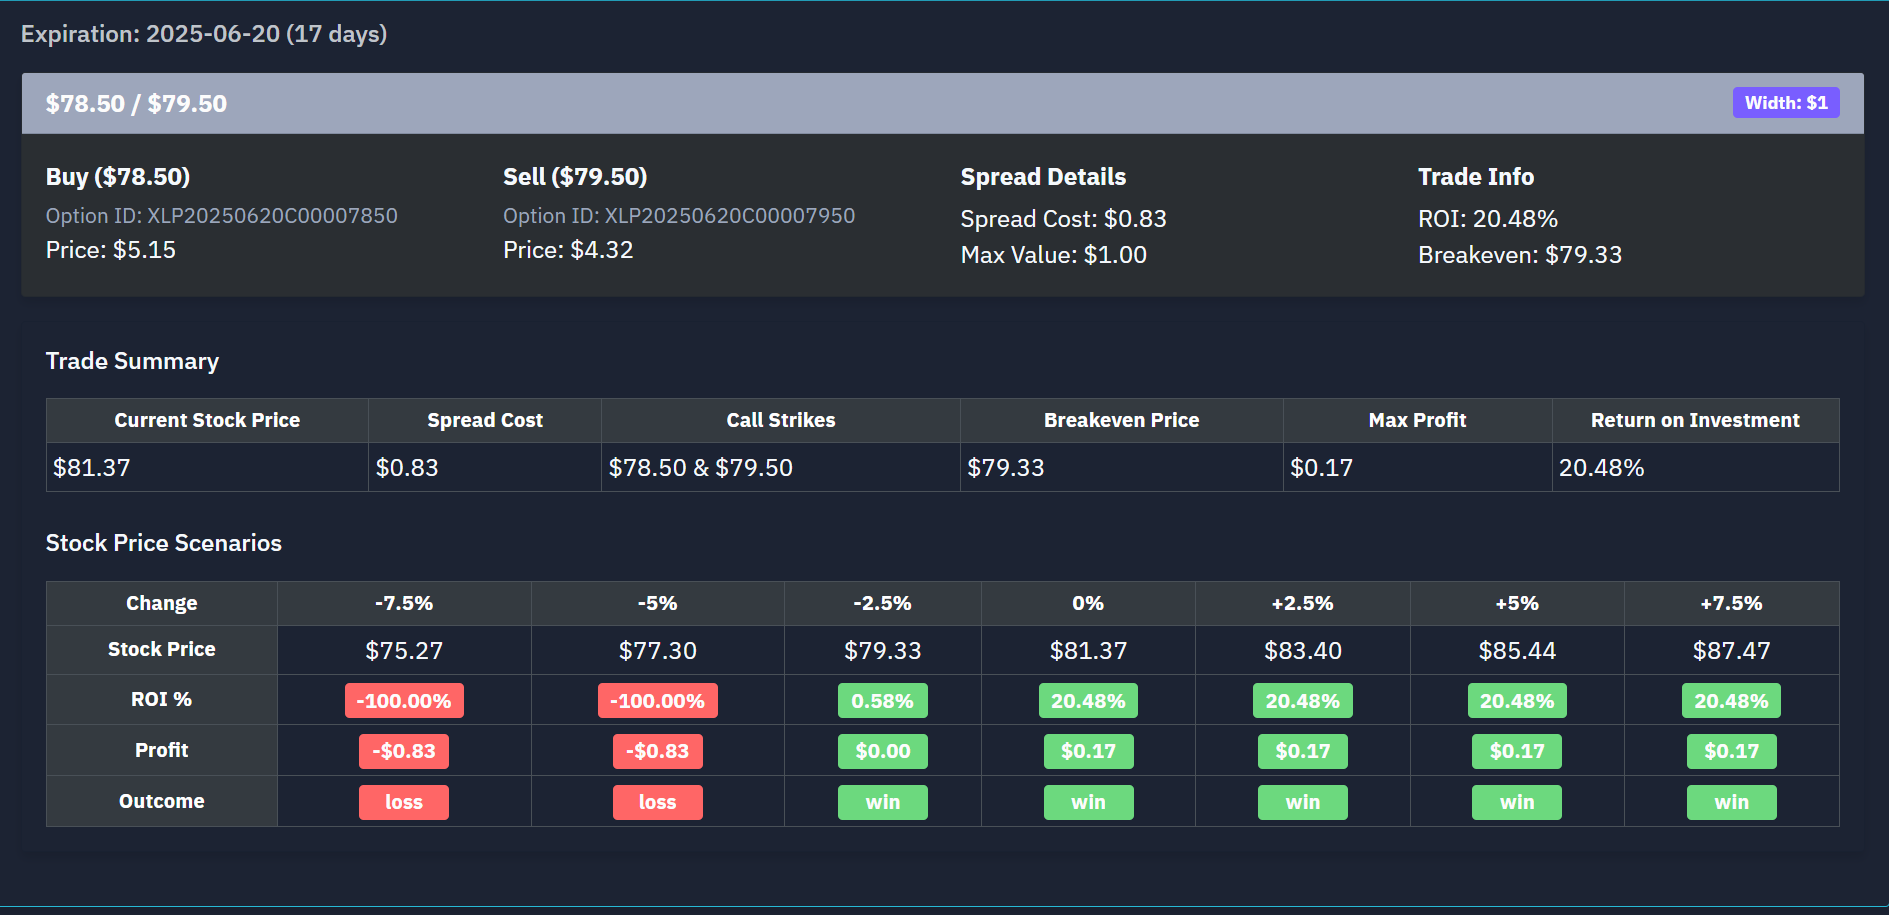 Expiration: 2025-06-20 (17 days)
$78.50 / $79.50
Width: $1
Buy ($78.50)
Option ID: XLP20250620C00007850
Price: $5.15
Sell ($79.50)
Option ID: XLP20250620C00007950
Price: $4.32
Spread Details
Spread Cost: $0.83
Max Value: $1.00
Trade Info
ROI: 20.48%
Breakeven: $79.33
Trade Summary
Current Stock Price Spread Cost Call Strikes Breakeven Price Max Profit Return on Investment
$81.37 $0.83 $78.50 & $79.50 $79.33 $0.17 20.48%
Stock Price Scenarios
Change -7.5% -5% -2.5% 0% +2.5% +5% +7.5%
Stock Price $75.27 $77.30 $79.33 $81.37 $83.40 $85.44 $87.47
ROI % -100.00% -100.00% 0.58% 20.48% 20.48% 20.48% 20.48%
Profit -$0.83 -$0.83 $0.00 $0.17 $0.17 $0.17 $0.17
Outcome loss loss win win win win win